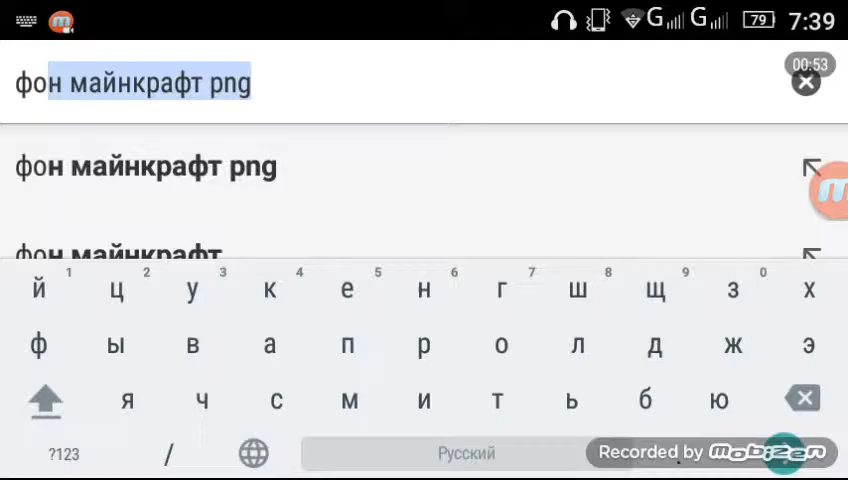 79 7:39
фон майнкрафт png
00:53
фон майнкрафт png
фон майнкрафт
й 1 ц 2 у 3 к 4 е 5 н 6 г 7 ш 8 щ 9 з 0 х
ф ы в а п р о л д ж э
я ч с м и т ь б ю
?123 / Русский .
Recorded by mobizen